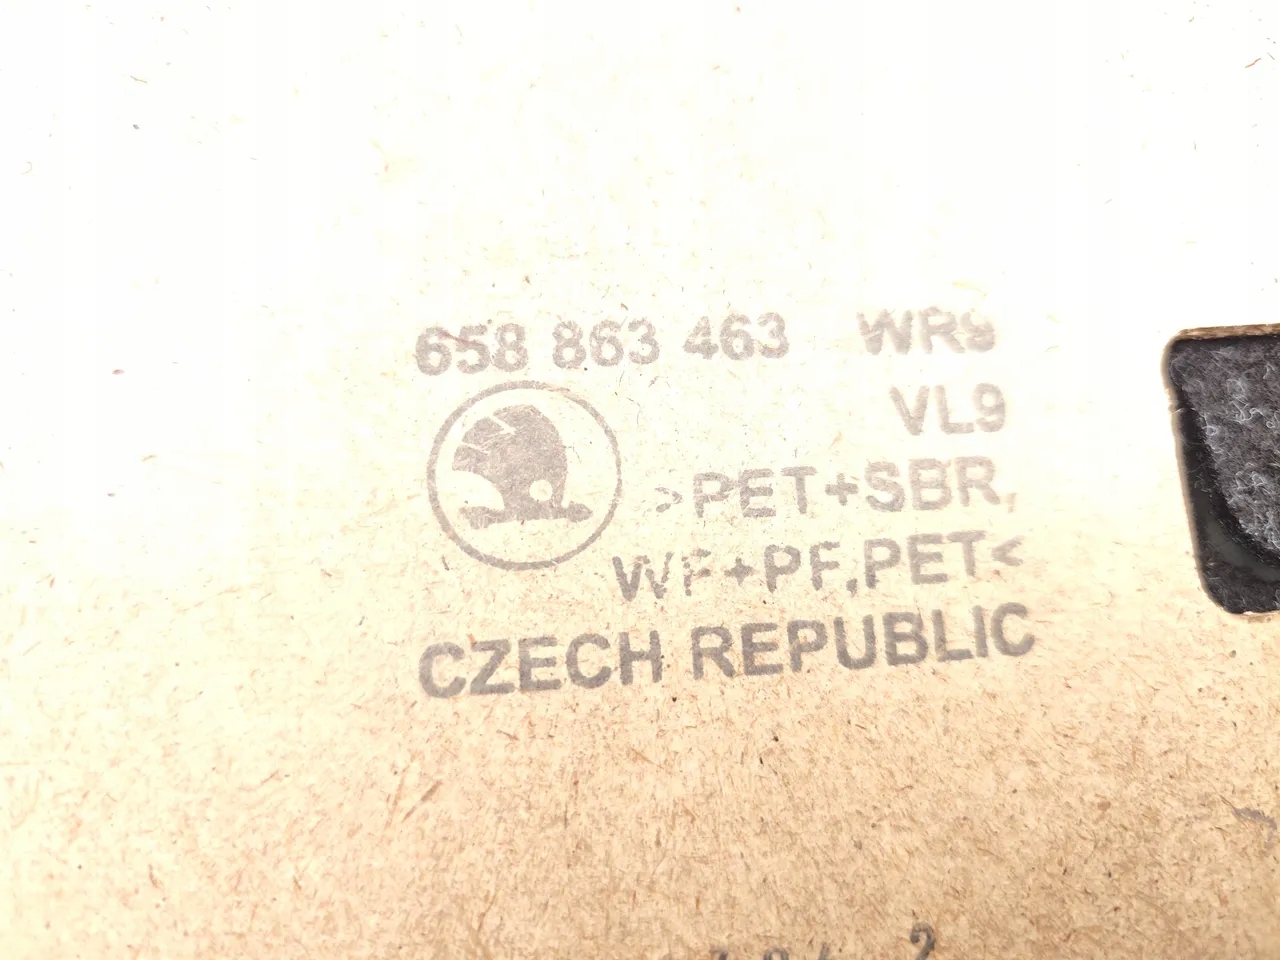 658 863 463 WR9
VL9
>PET+SBR,
WF+PF,PET<
CZECH REPUBLIC